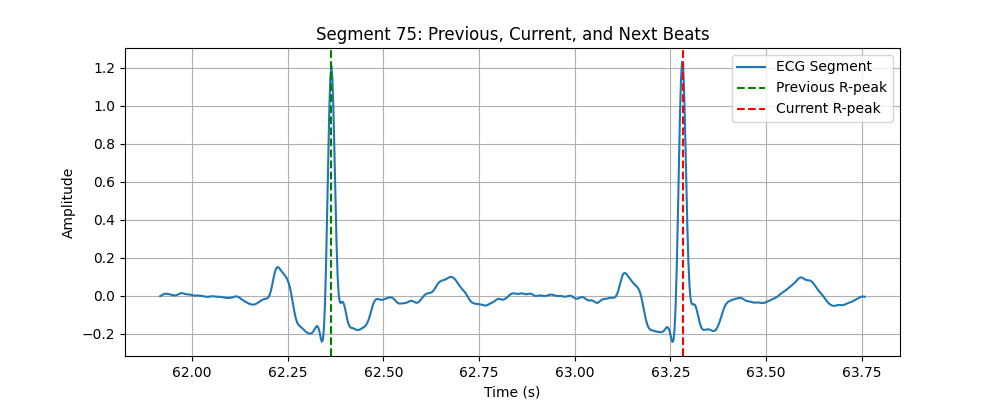 Segment 75: Previous, Current, and Next Beats
ECG Segment
Previous R-peak
Current R-peak
Amplitude
1.2
1.0
0.8
0.6
0.4
0.2
0.0
−0.2
62.00 62.25 62.50 62.75 63.00 63.25 63.50 63.75
Time (s)